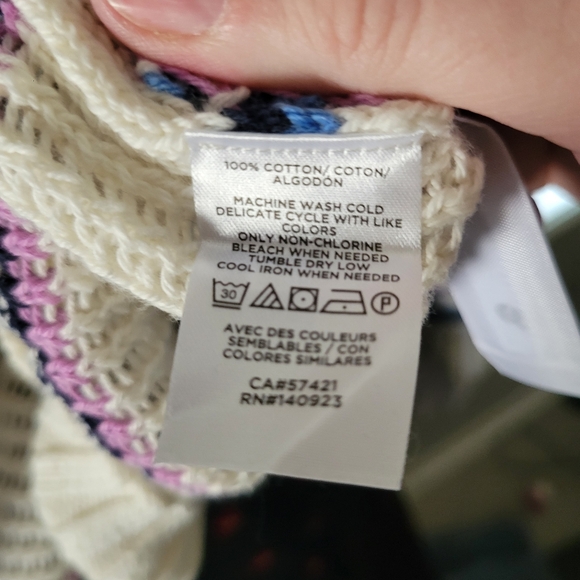 100% COTTON/ COTON/
ALGODÓN
MACHINE WASH COLD
DELICATE CYCLE WITH LIKE
COLORS
ONLY NON-CHLORINE
BLEACH WHEN NEEDED
TUMBLE DRY LOW
COOL IRON WHEN NEEDED
30 P
AVEC DES COULEURS
SEMBLABLES / CON
COLORES SIMILARES
CA#57421
RN#140923